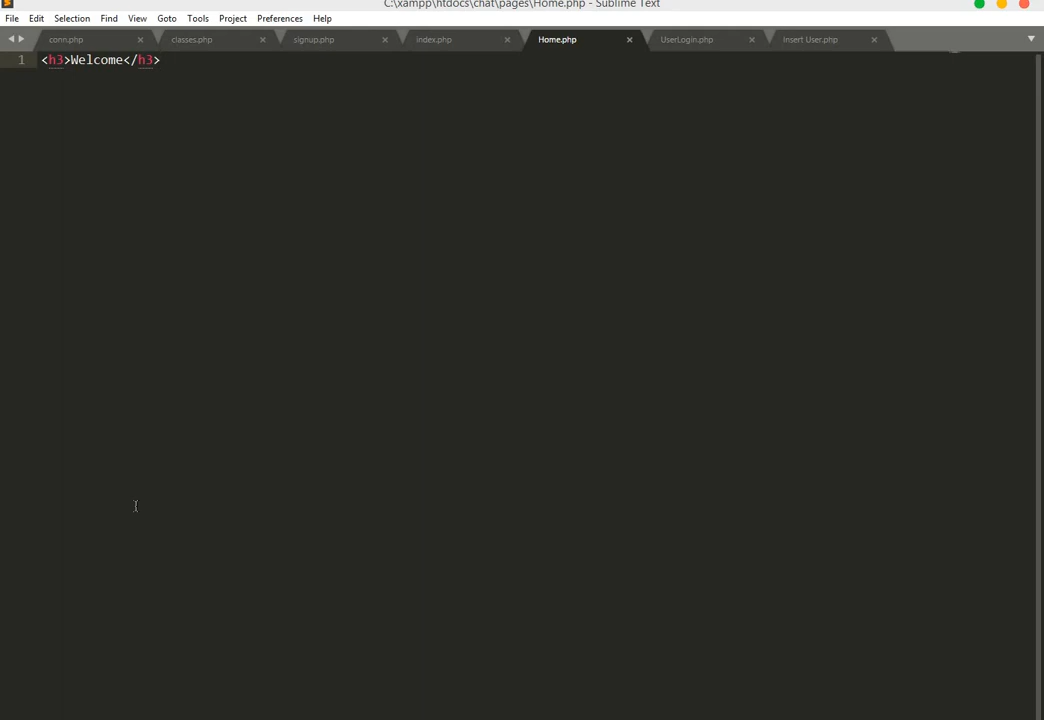 C:\xampp\htdocs\chat\pages\Home.php - Sublime Text
File Edit Selection Find View Goto Tools Project Preferences Help
conn.php classes.php signup.php index.php Home.php UserLogin.php Insert User.php
1 <h3>Welcome</h3>